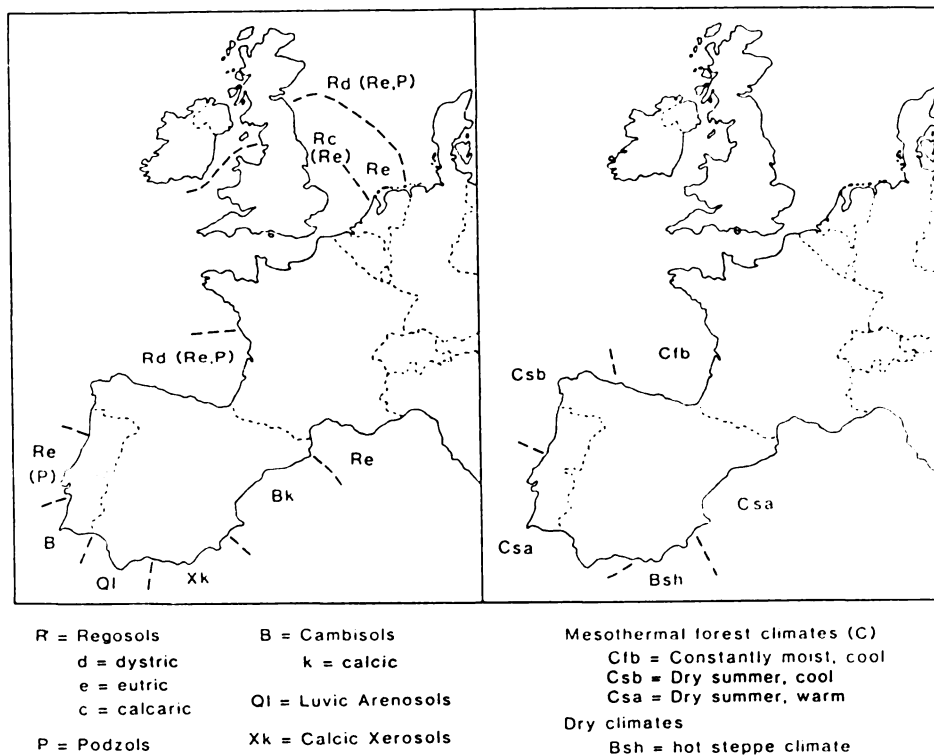 Rd (Re,P)
Rc
(Re)
Re
Rd (Re,P)
Re
(P)
Re
Bk
B
Ql
Xk
Cfb
Csb
Csa
Csa
Bsh
R = Regosols
d = dystric
e = eutric
c = calcaric
P = Podzols
B = Cambisols
k = calcic
Ql = Luvic Arenosols
Xk = Calcic Xerosols
Mesothermal forest climates (C)
Cfb = Constantly moist, cool
Csb = Dry summer, cool
Csa = Dry summer, warm
Dry climates
Bsh = hot steppe climate